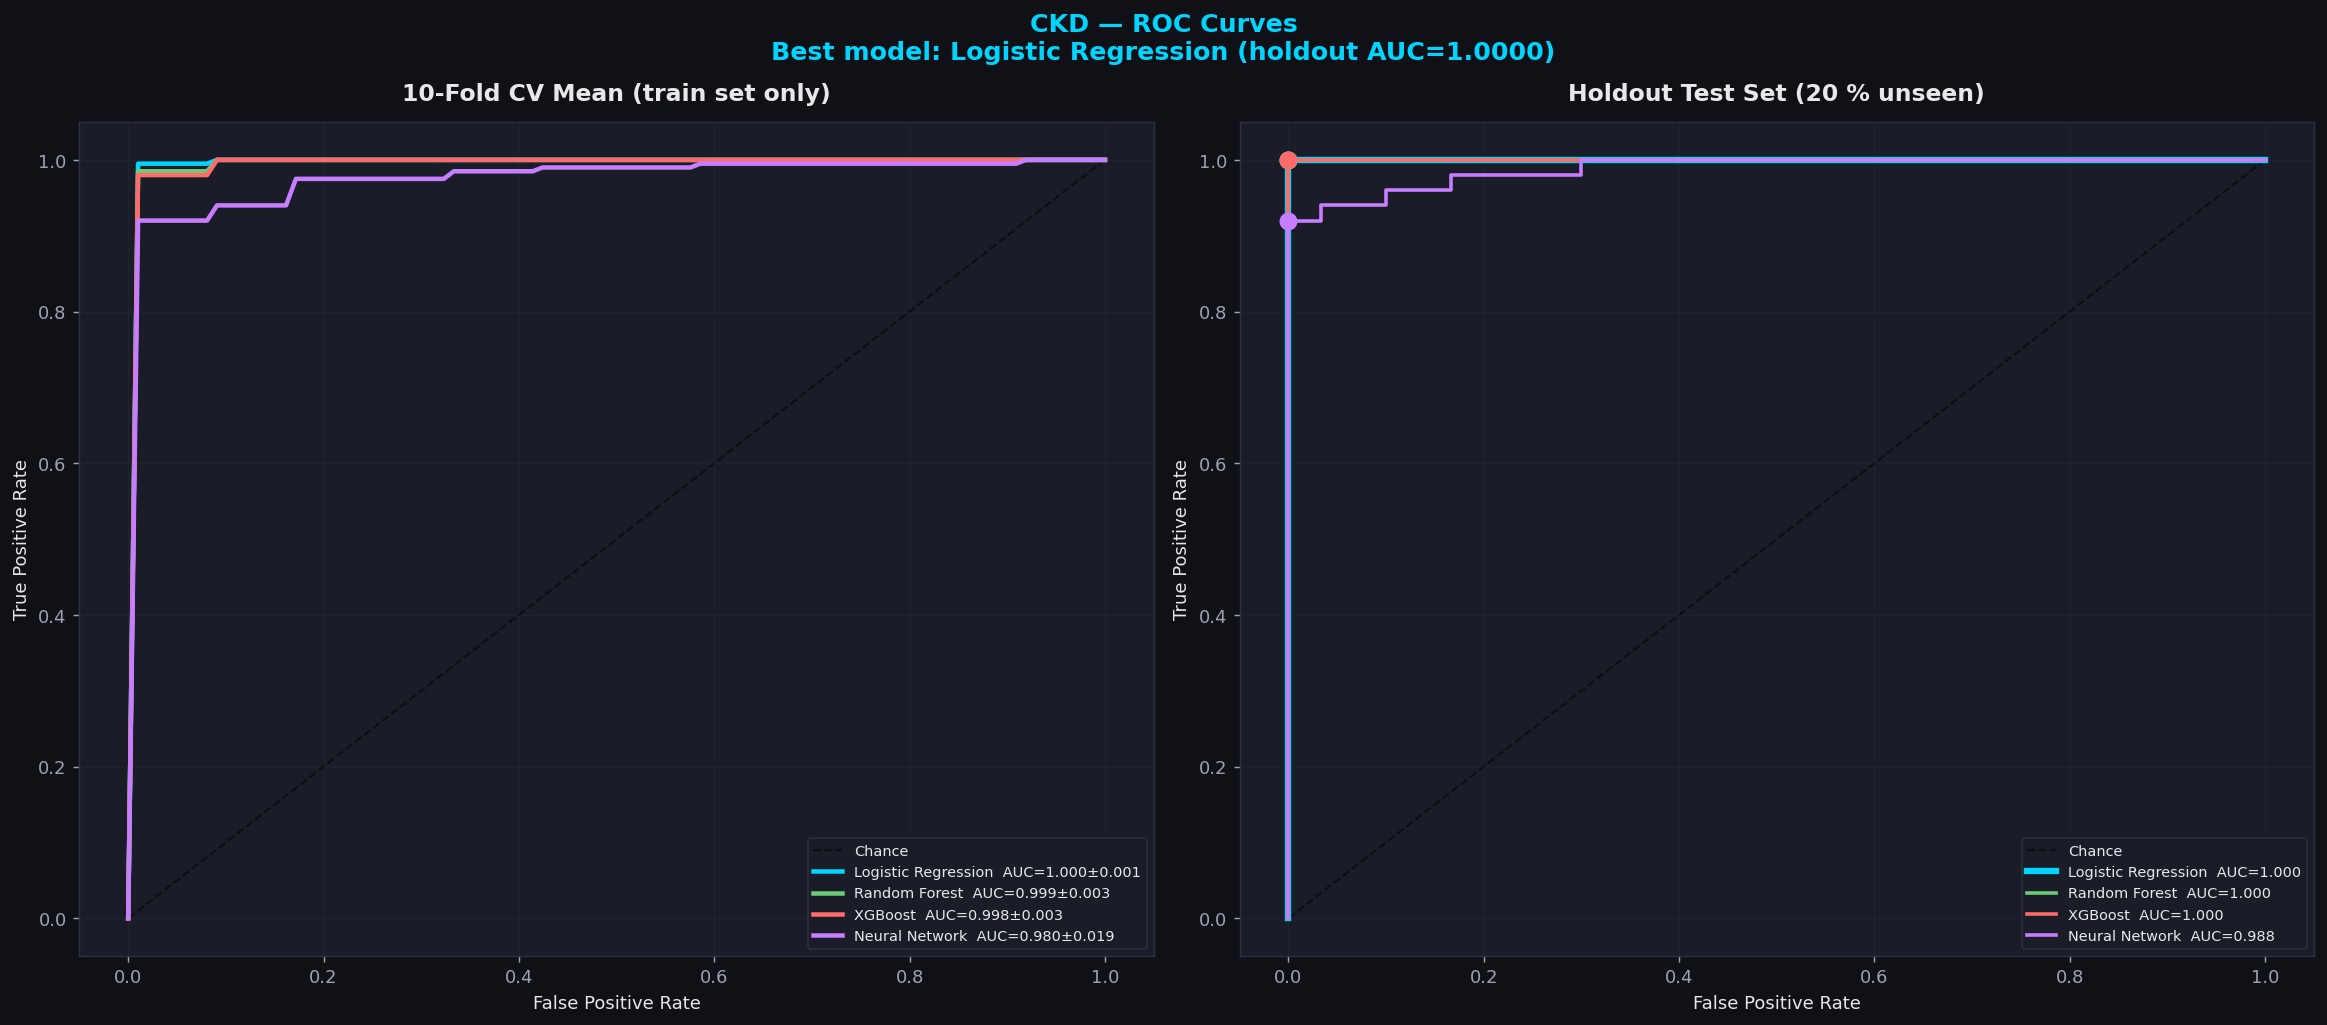 CKD — ROC Curves
Best model: Logistic Regression (holdout AUC=1.0000)
10-Fold CV Mean (train set only)
True Positive Rate
1.0
0.8
0.6
0.4
0.2
0.0
Chance
Logistic Regression AUC=1.000±0.001
Random Forest AUC=0.999±0.003
XGBoost AUC=0.998±0.003
Neural Network AUC=0.980±0.019
0.0 0.2 0.4 0.6 0.8 1.0
False Positive Rate
Holdout Test Set (20 % unseen)
True Positive Rate
1.0
0.8
0.6
0.4
0.2
0.0
Chance
Logistic Regression AUC=1.000
Random Forest AUC=1.000
XGBoost AUC=1.000
Neural Network AUC=0.988
0.0 0.2 0.4 0.6 0.8 1.0
False Positive Rate